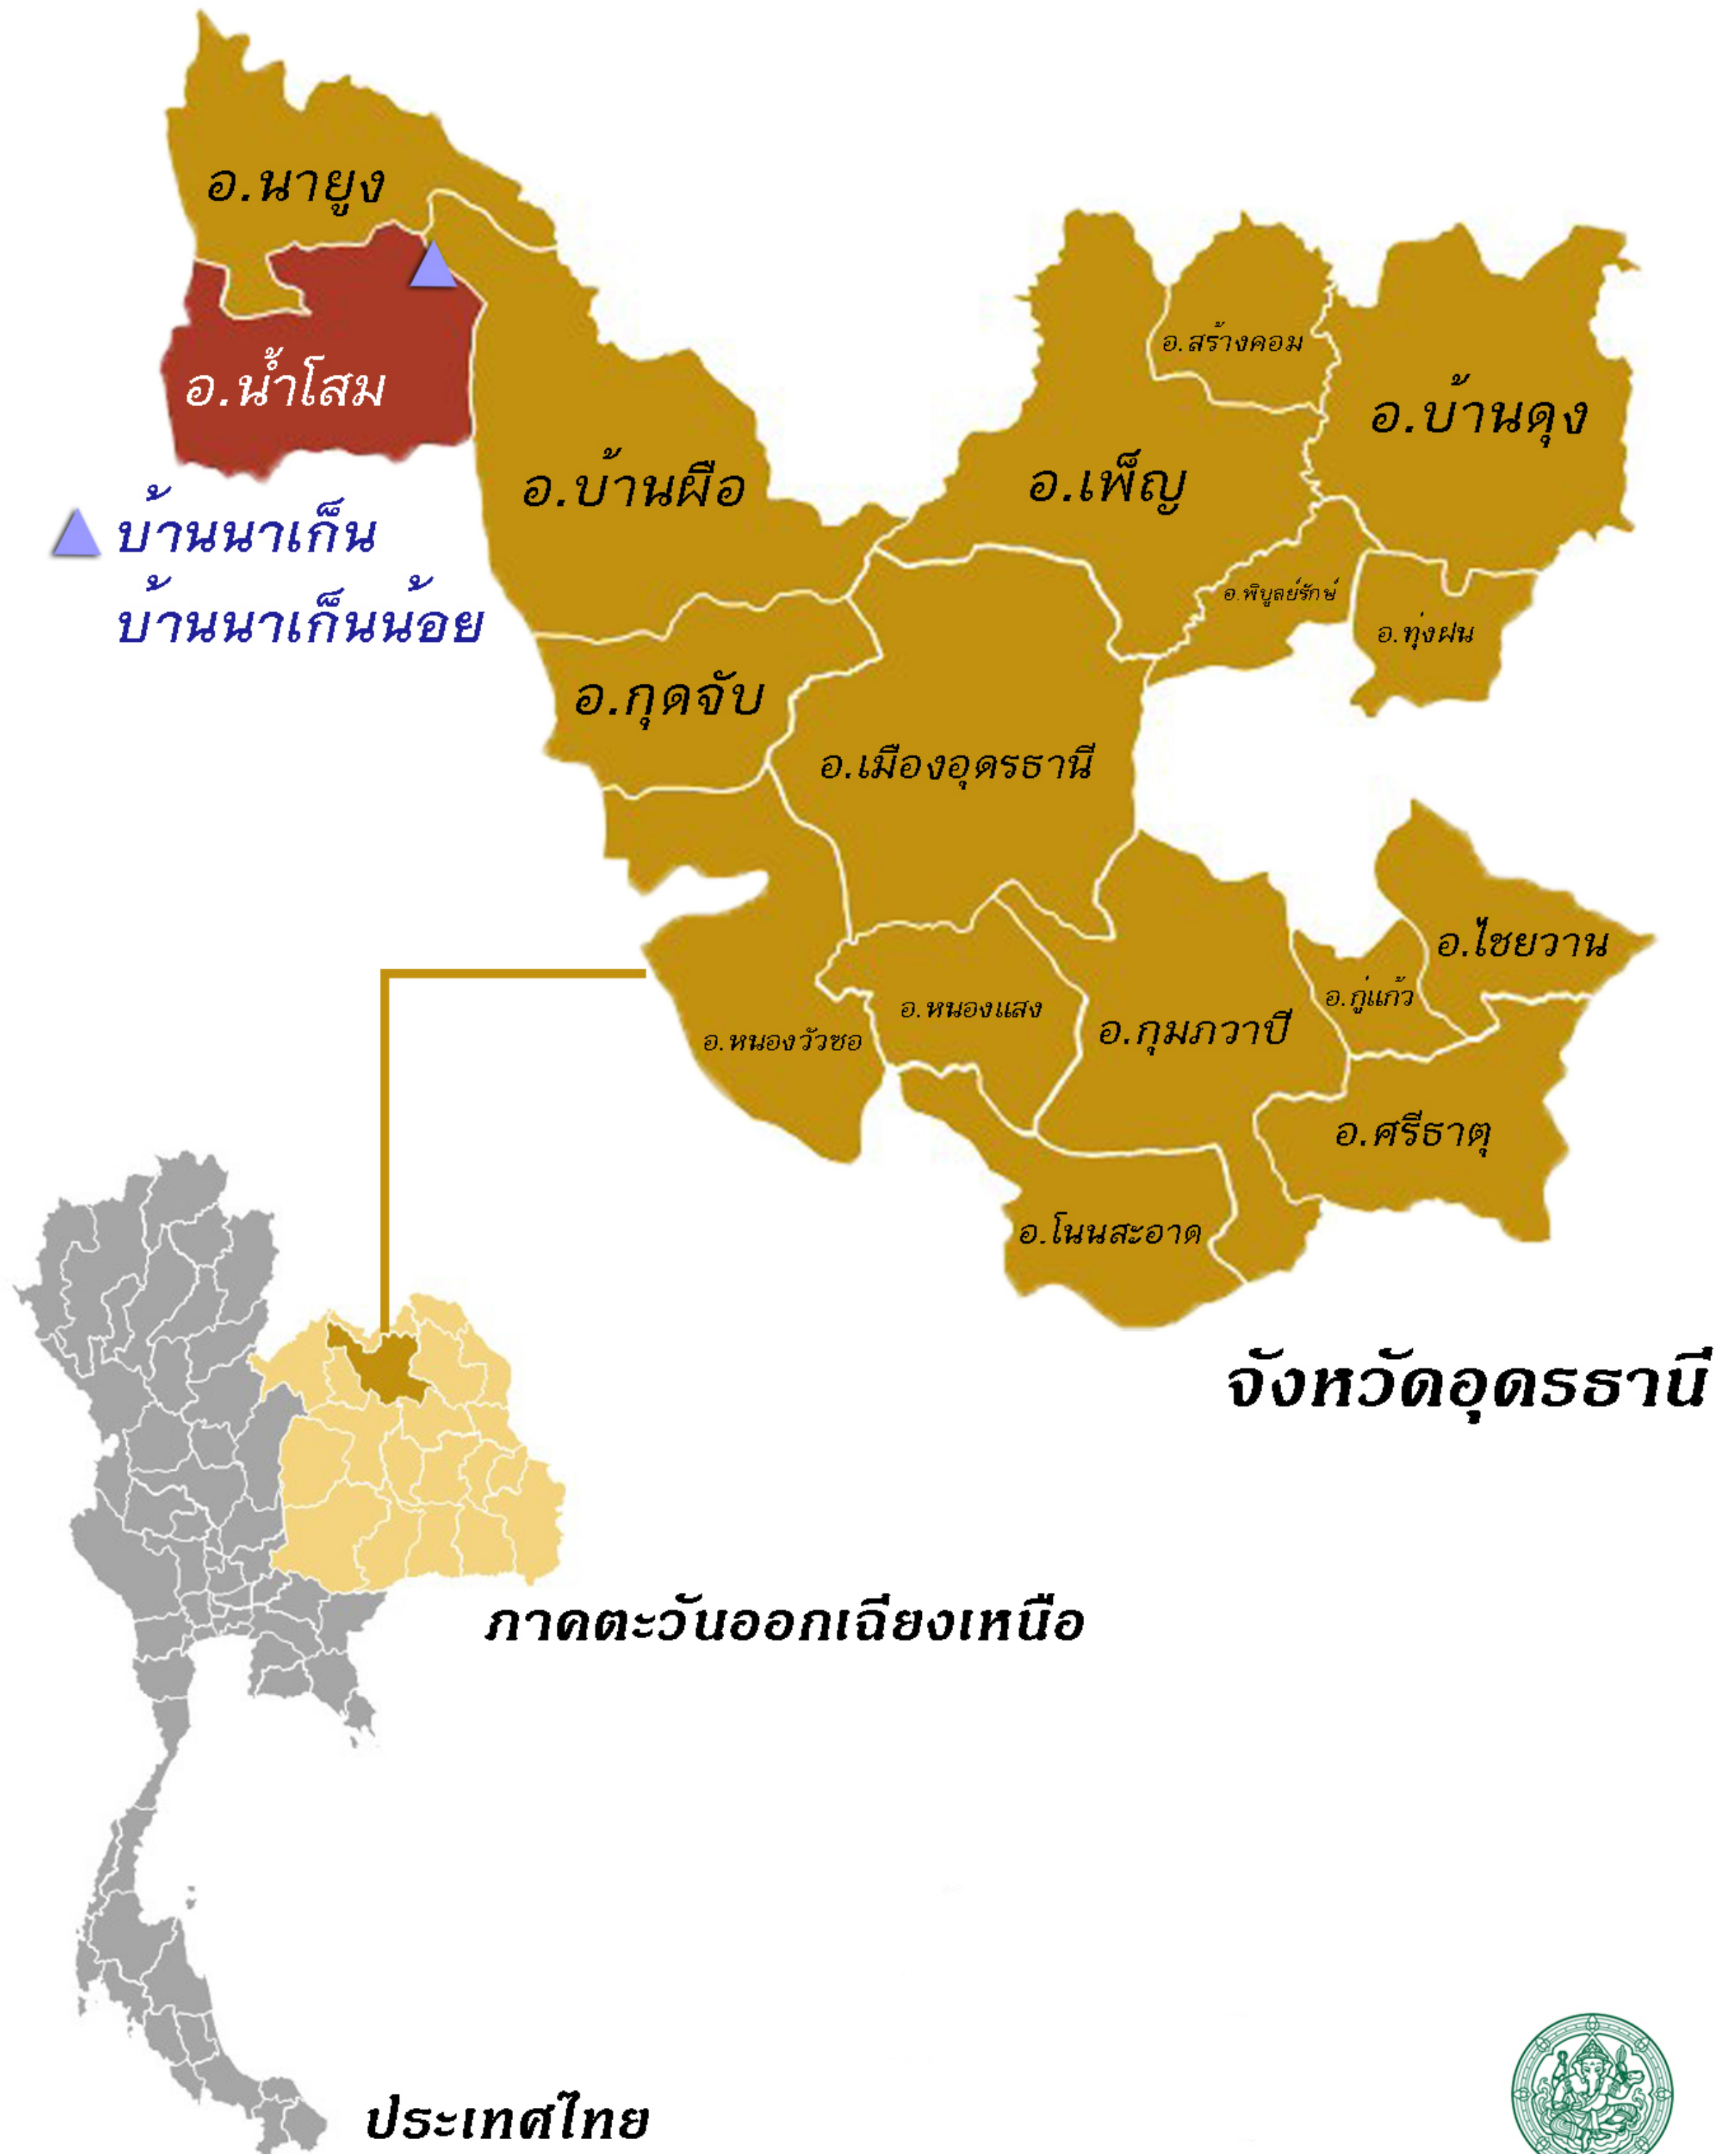 อ.นายูง
อ.น้ำโสม
อ.สร้างคอม
อ.บ้านดุง
อ.บ้านผือ
อ.เพ็ญ
บ้านนาเก็น
บ้านนาเก็นน้อย
อ.พิบูลย์รักษ์
อ.ทุ่งฝน
อ.กุดจับ
อ.เมืองอุดรธานี
อ.ไชยวาน
อ.กู่แก้ว
อ.หนองแสง
อ.กุมภวาปี
อ.หนองวัวซอ
อ.ศรีธาตุ
อ.โนนสะอาด
จังหวัดอุดรธานี
ภาคตะวันออกเฉียงเหนือ
ประเทศไทย